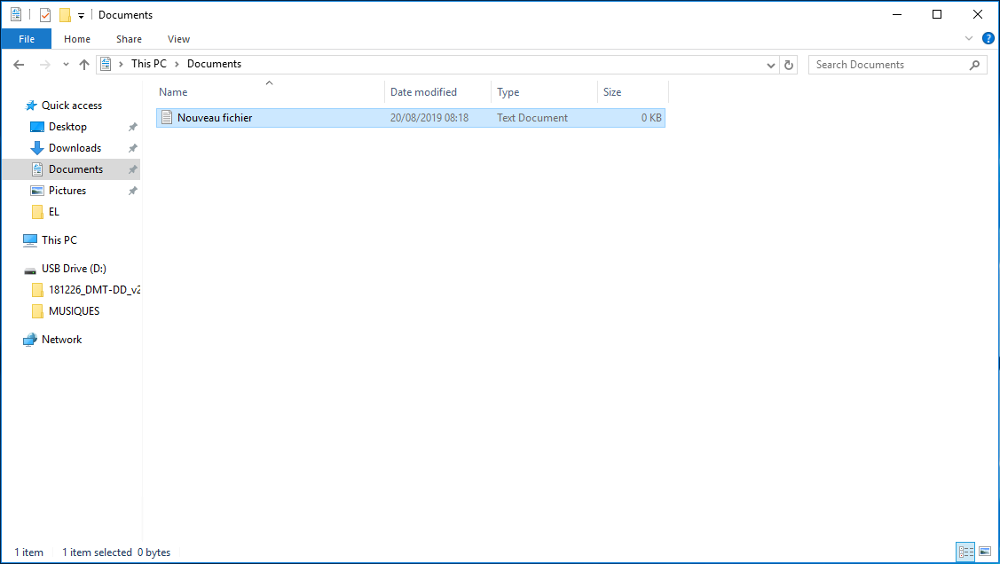 Documents
File Home Share View
This PC Documents Search Documents
Name Date modified Type Size
Nouveau fichier 20/08/2019 08:18 Text Document 0 KB
Quick access
Desktop
Downloads
Documents
Pictures
EL
This PC
USB Drive (D:)
181226_DMT-DD_v2
MUSIQUES
Network
1 item 1 item selected 0 bytes